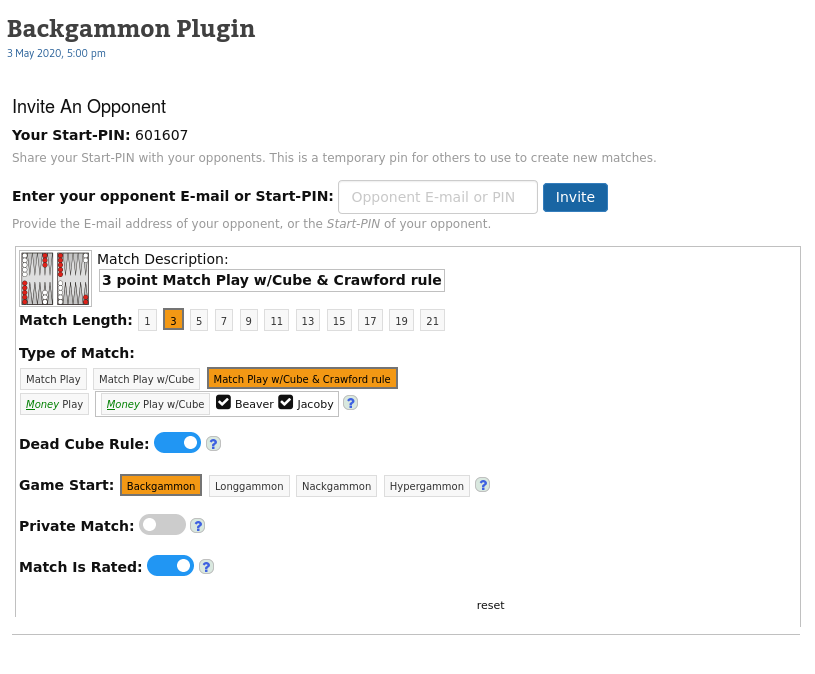 Backgammon Plugin
3 May 2020, 5:00 pm
Invite An Opponent
Your Start-PIN: 601607
Share your Start-PIN with your opponents. This is a temporary pin for others to use to create new matches.
Enter your opponent E-mail or Start-PIN: Opponent E-mail or PIN Invite
Provide the E-mail address of your opponent, or the Start-PIN of your opponent.
Match Description:
3 point Match Play w/Cube & Crawford rule
Match Length: 1 3 5 7 9 11 13 15 17 19 21
Type of Match:
Match Play Match Play w/Cube Match Play w/Cube & Crawford rule
Money Play Money Play w/Cube Beaver Jacoby ?
Dead Cube Rule: ?
Game Start: Backgammon Longgammon Nackgammon Hypergammon ?
Private Match: ?
Match Is Rated: ?
reset